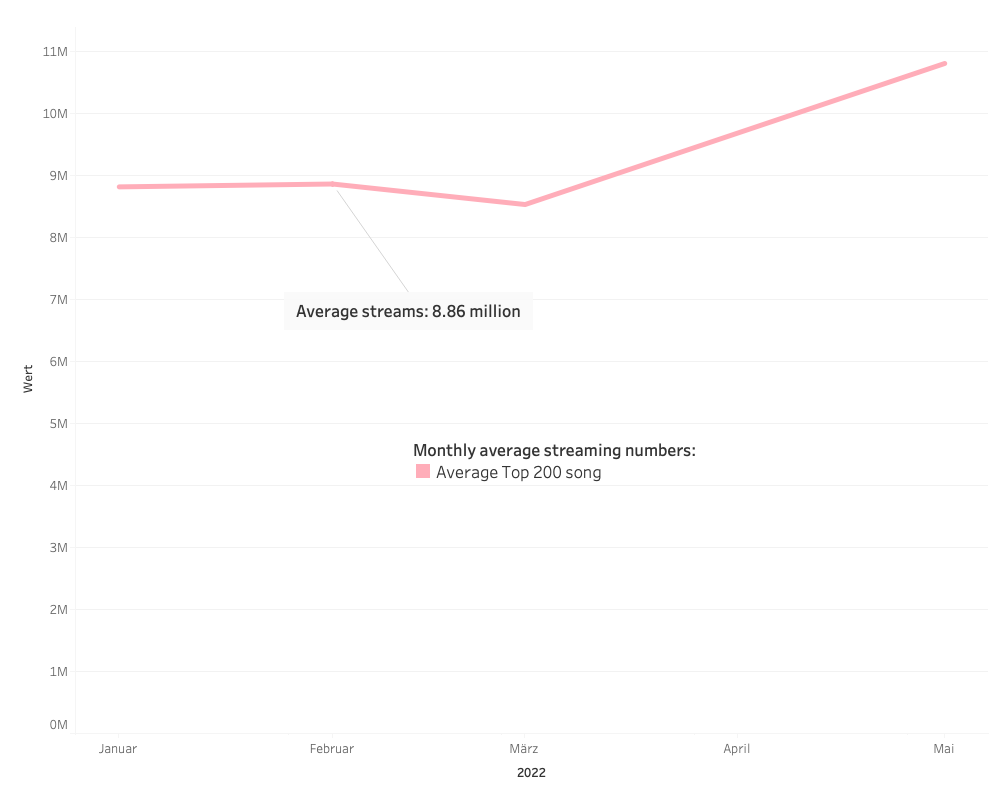 11M
10M
9M
8M
7M
6M
5M
4M
3M
2M
1M
0M
Wert
Average streams: 8.86 million
Monthly average streaming numbers:
Average Top 200 song
Januar Februar März April Mai
2022